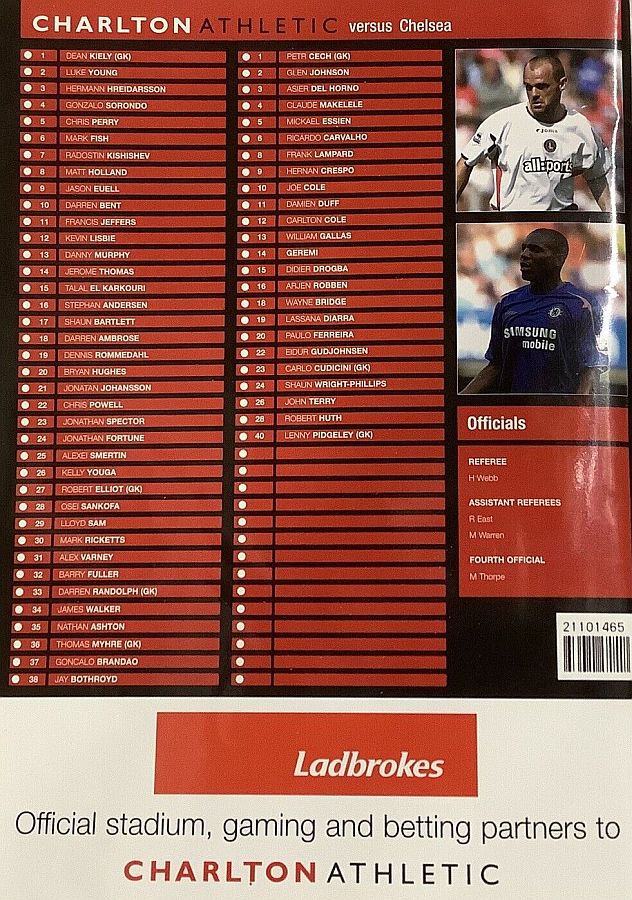 CHARLTON ATHLETIC versus Chelsea
1 DEAN KIELY (GK)
2 LUKE YOUNG
3 HERMANN HREIDARSSON
4 GONZALO SORONDO
5 CHRIS PERRY
6 MARK FISH
7 RADOSTIN KISHISHEV
8 MATT HOLLAND
9 JASON EUELL
10 DARREN BENT
11 FRANCIS JEFFERS
12 KEVIN LISBIE
13 DANNY MURPHY
14 JEROME THOMAS
15 TALAL EL KARKOURI
16 STEPHAN ANDERSEN
17 SHAUN BARTLETT
18 DARREN AMBROSE
19 DENNIS ROMMEDAHL
20 BRYAN HUGHES
21 JONATAN JOHANSSON
22 CHRIS POWELL
23 JONATHAN SPECTOR
24 JONATHAN FORTUNE
25 ALEXEI SMERTIN
26 KELLY YOUGA
27 ROBERT ELLIOT (GK)
28 OSEI SANKOFA
29 LLOYD SAM
30 MARK RICKETTS
31 ALEX VARNEY
32 BARRY FULLER
33 DARREN RANDOLPH (GK)
34 JAMES WALKER
35 NATHAN ASHTON
36 THOMAS MYHRE (GK)
37 GONCALO BRANDAO
38 JAY BOTHROYD
1 PETR CECH (GK)
2 GLEN JOHNSON
3 ASIER DEL HORNO
4 CLAUDE MAKELELE
5 MICKAEL ESSIEN
6 RICARDO CARVALHO
8 FRANK LAMPARD
9 HERNAN CRESPO
10 JOE COLE
11 DAMIEN DUFF
12 CARLTON COLE
13 WILLIAM GALLAS
14 GEREMI
15 DIDIER DROGBA
16 ARJEN ROBBEN
18 WAYNE BRIDGE
19 LASSANA DIARRA
20 PAULO FERREIRA
22 EIDUR GUDJOHNSEN
23 CARLO CUDICINI (GK)
24 SHAUN WRIGHT-PHILLIPS
26 JOHN TERRY
28 ROBERT HUTH
40 LENNY PIDGELEY (GK)
joma
all:sports
SAMSUNG
mobile
Officials
REFEREE
H Webb
ASSISTANT REFEREES
R East
M Warren
FOURTH OFFICIAL
M Thorpe
21101465
Ladbrokes
Official stadium, gaming and betting partners to
CHARLTON ATHLETIC